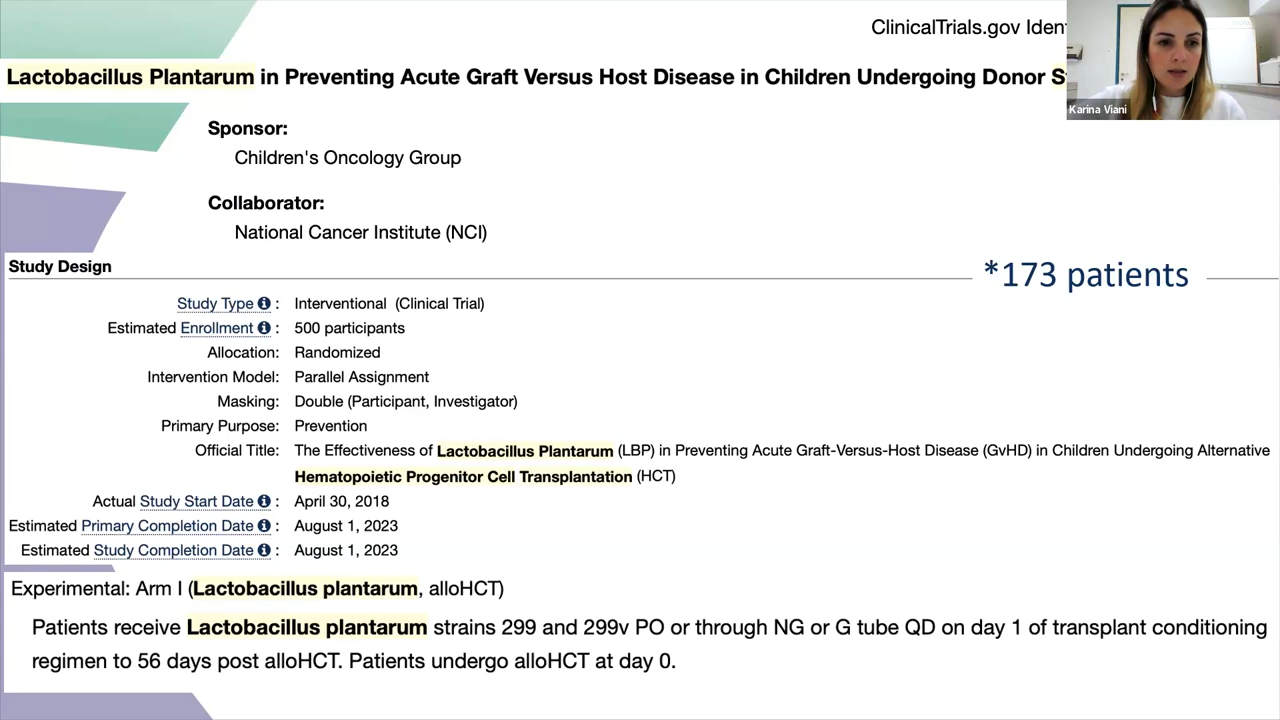 ClinicalTrials.gov Iden
Lactobacillus Plantarum in Preventing Acute Graft Versus Host Disease in Children Undergoing Donor S
Karina Viani
Sponsor:
Children's Oncology Group
Collaborator:
National Cancer Institute (NCI)
Study Design
*173 patients
Study Type : Interventional (Clinical Trial)
Estimated Enrollment : 500 participants
Allocation: Randomized
Intervention Model: Parallel Assignment
Masking: Double (Participant, Investigator)
Primary Purpose: Prevention
Official Title: The Effectiveness of Lactobacillus Plantarum (LBP) in Preventing Acute Graft-Versus-Host Disease (GvHD) in Children Undergoing Alternative
Hematopoietic Progenitor Cell Transplantation (HCT)
Actual Study Start Date : April 30, 2018
Estimated Primary Completion Date : August 1, 2023
Estimated Study Completion Date : August 1, 2023
Experimental: Arm I (Lactobacillus plantarum, alloHCT)
Patients receive Lactobacillus plantarum strains 299 and 299v PO or through NG or G tube QD on day 1 of transplant conditioning
regimen to 56 days post alloHCT. Patients undergo alloHCT at day 0.